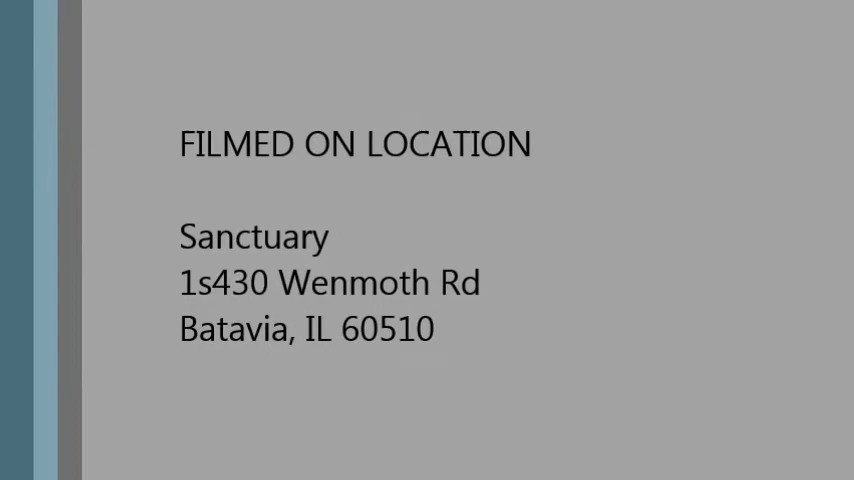 FILMED ON LOCATION
Sanctuary
1s430 Wenmoth Rd
Batavia, IL 60510